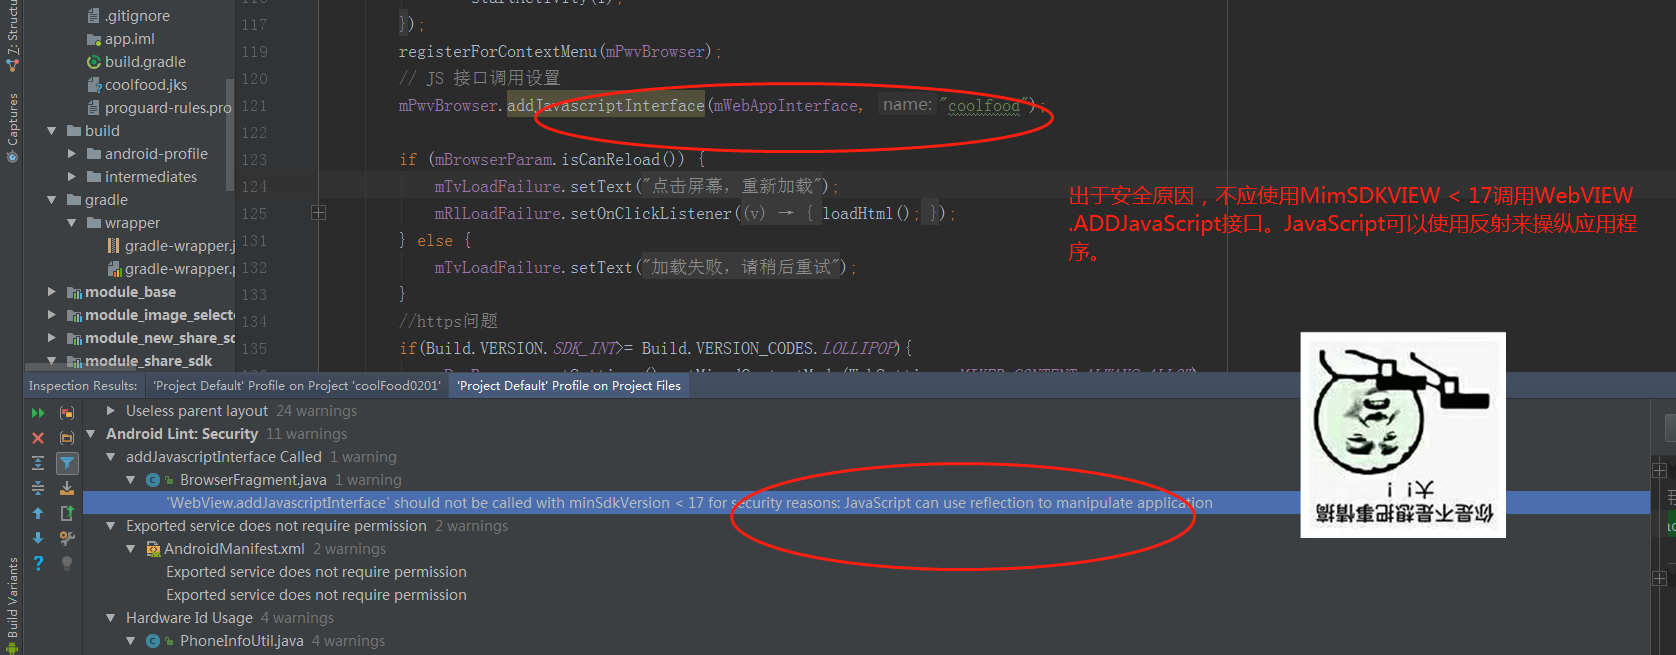 Z: Structu
Captures
Build Variants
.gitignore
app.iml
build.gradle
coolfood.jks
proguard-rules.pro
build
android-profile
intermediates
gradle
wrapper
gradle-wrapper.j
gradle-wrapper.p
module_base
module_image_selecto
module_new_share_sd
module_share_sdk
117 });
119 registerForContextMenu(mPwvBrowser);
120 // JS 接口调用设置
121 mPwvBrowser.addJavascriptInterface(mWebAppInterface, name: "coolfood");
122
123 if (mBrowserParam.isCanReload()) {
124 mTvLoadFailure.setText("点击屏幕，重新加载");
125 mRlLoadFailure.setOnClickListener((v) → { loadHtml(); });
131 } else {
132 mTvLoadFailure.setText("加载失败，请稍后重试");
133 }
134 //https问题
135 if(Build.VERSION.SDK_INT>= Build.VERSION_CODES.LOLLIPOP){
出于安全原因，不应使用MimSDKVIEW < 17调用WebVIEW
.ADDJavaScript接口。JavaScript可以使用反射来操纵应用程
序。
Inspection Results: 'Project Default' Profile on Project 'coolFood0201' 'Project Default' Profile on Project Files
Useless parent layout 24 warnings
Android Lint: Security 11 warnings
addJavascriptInterface Called 1 warning
BrowserFragment.java 1 warning
'WebView.addJavascriptInterface' should not be called with minSdkVersion < 17 for security reasons: JavaScript can use reflection to manipulate application
Exported service does not require permission 2 warnings
AndroidManifest.xml 2 warnings
Exported service does not require permission
Exported service does not require permission
Hardware Id Usage 4 warnings
PhoneInfoUtil.java 4 warnings
你是不是想把事情搞
大！！